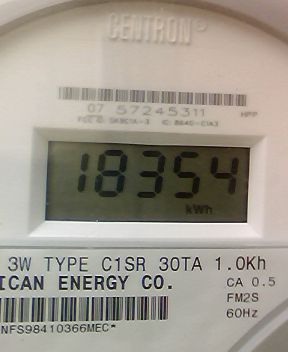 CENTRON®
07 57245311 HPP
18354
kWh
3W TYPE C1SR 30TA 1.0Kh
ICAN ENERGY CO. CA 0.5
FM2S
60Hz
NFS98410366MEC*